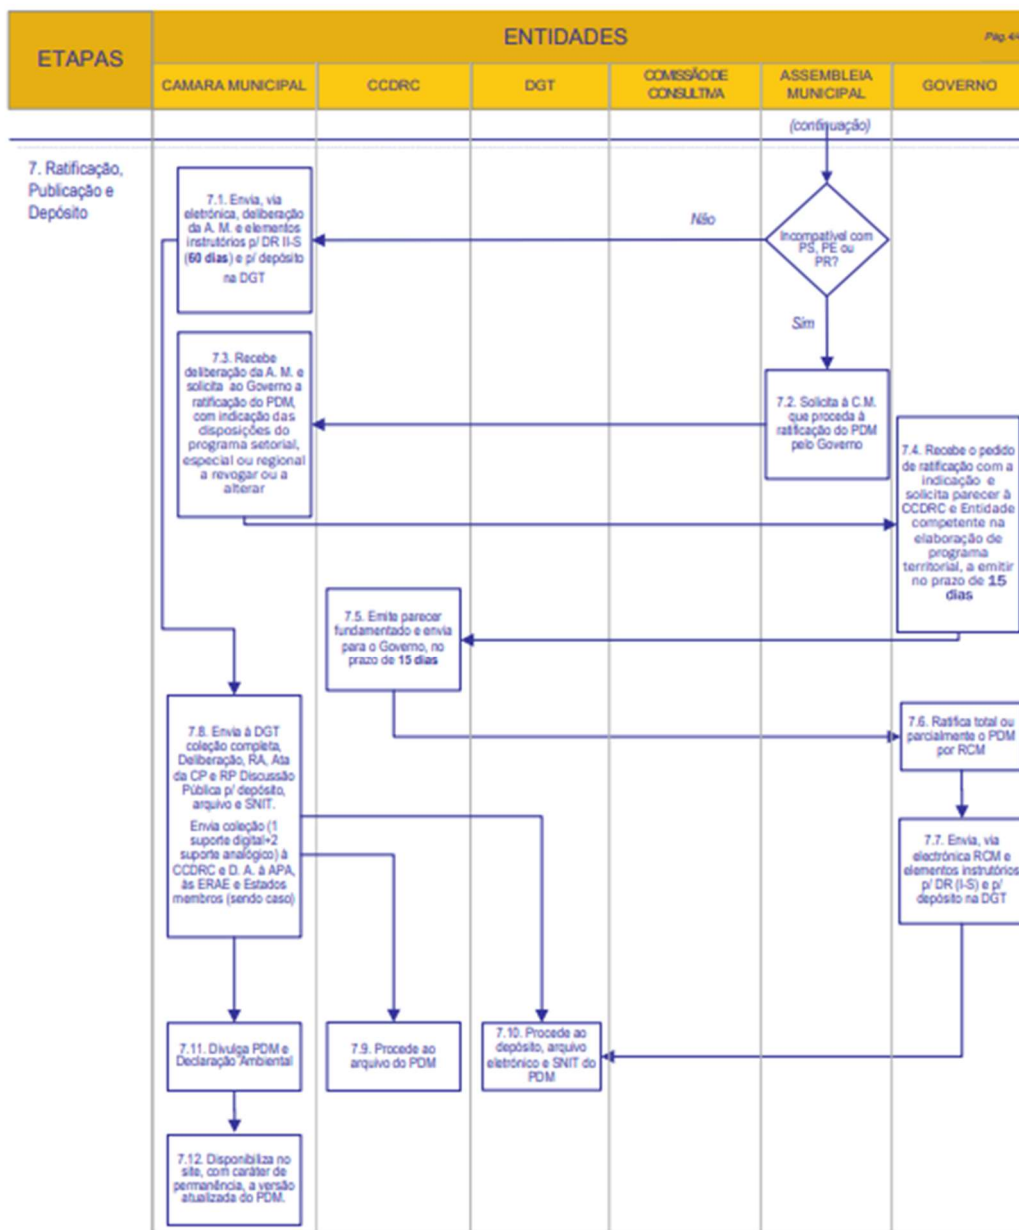 ETAPAS
ENTIDADES
Pág.4/4
CAMARA MUNICIPAL
CCDRC
DGT
COMISSÃO DE
CONSULTIVA
ASSEMBLEIA
MUNICIPAL
GOVERNO
(continuação)
7. Ratificação,
Publicação e
Depósito
7.1. Envia, via
eletrónica, deliberação
da A. M. e elementos
instrutórios p/ DR II-S
(60 dias) e p/ depósito
na DGT
Não
Incompatível com
PS, PE ou
PR?
Sim
7.3. Recebe
deliberação da A. M. e
solicita ao Governo a
ratificação do PDM,
com indicação das
disposições do
programa setorial,
especial ou regional
a revogar ou a
alterar
7.2. Solicita à C.M.
que proceda à
ratificação do PDM
pelo Governo
7.4. Recebe o pedido
de ratificação com a
indicação e
solicita parecer à
CCDRC e Entidade
competente na
elaboração de
programa
territorial, a emitir
no prazo de 15
dias
7.5. Emite parecer
fundamentado e envia
para o Governo, no
prazo de 15 dias
7.6. Ratifica total ou
parcialmente o PDM
por RCM
7.8. Envia à DGT
coleção completa,
Deliberação, RA, Ata
da CP e RP Discussão
Pública p/ depósito,
arquivo e SNIT.
Envia coleção (1
suporte digital+2
suporte analógico) à
CCDRC e D. A. à APA,
às ERAE e Estados
membros (sendo caso)
7.7. Envia, via
electrónica RCM e
elementos instrutórios
p/ DR (I-S) e p/
depósito na DGT
7.11. Divulga PDM e
Declaração Ambiental
7.9. Procede ao
arquivo do PDM
7.10. Procede ao
depósito, arquivo
eletrónico e SNIT do
PDM
7.12. Disponibiliza no
site, com caráter de
permanência, a versão
atualizada do PDM.